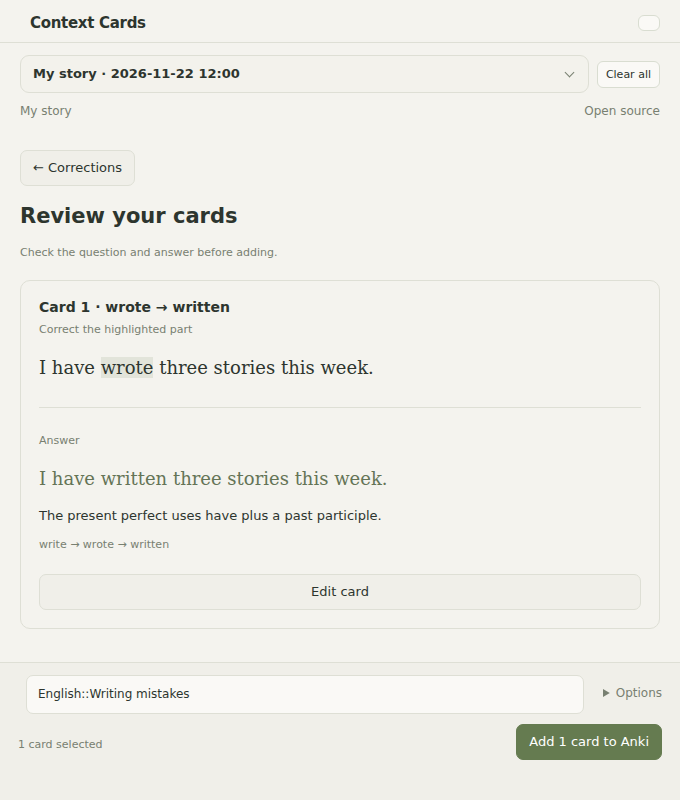 Context Cards
My story · 2026-11-22 12:00
Clear all
My story
Open source
← Corrections
Review your cards
Check the question and answer before adding.
Card 1 · wrote → written
Correct the highlighted part
I have wrote three stories this week.
Answer
I have written three stories this week.
The present perfect uses have plus a past participle.
write → wrote → written
Edit card
English::Writing mistakes
Options
1 card selected
Add 1 card to Anki